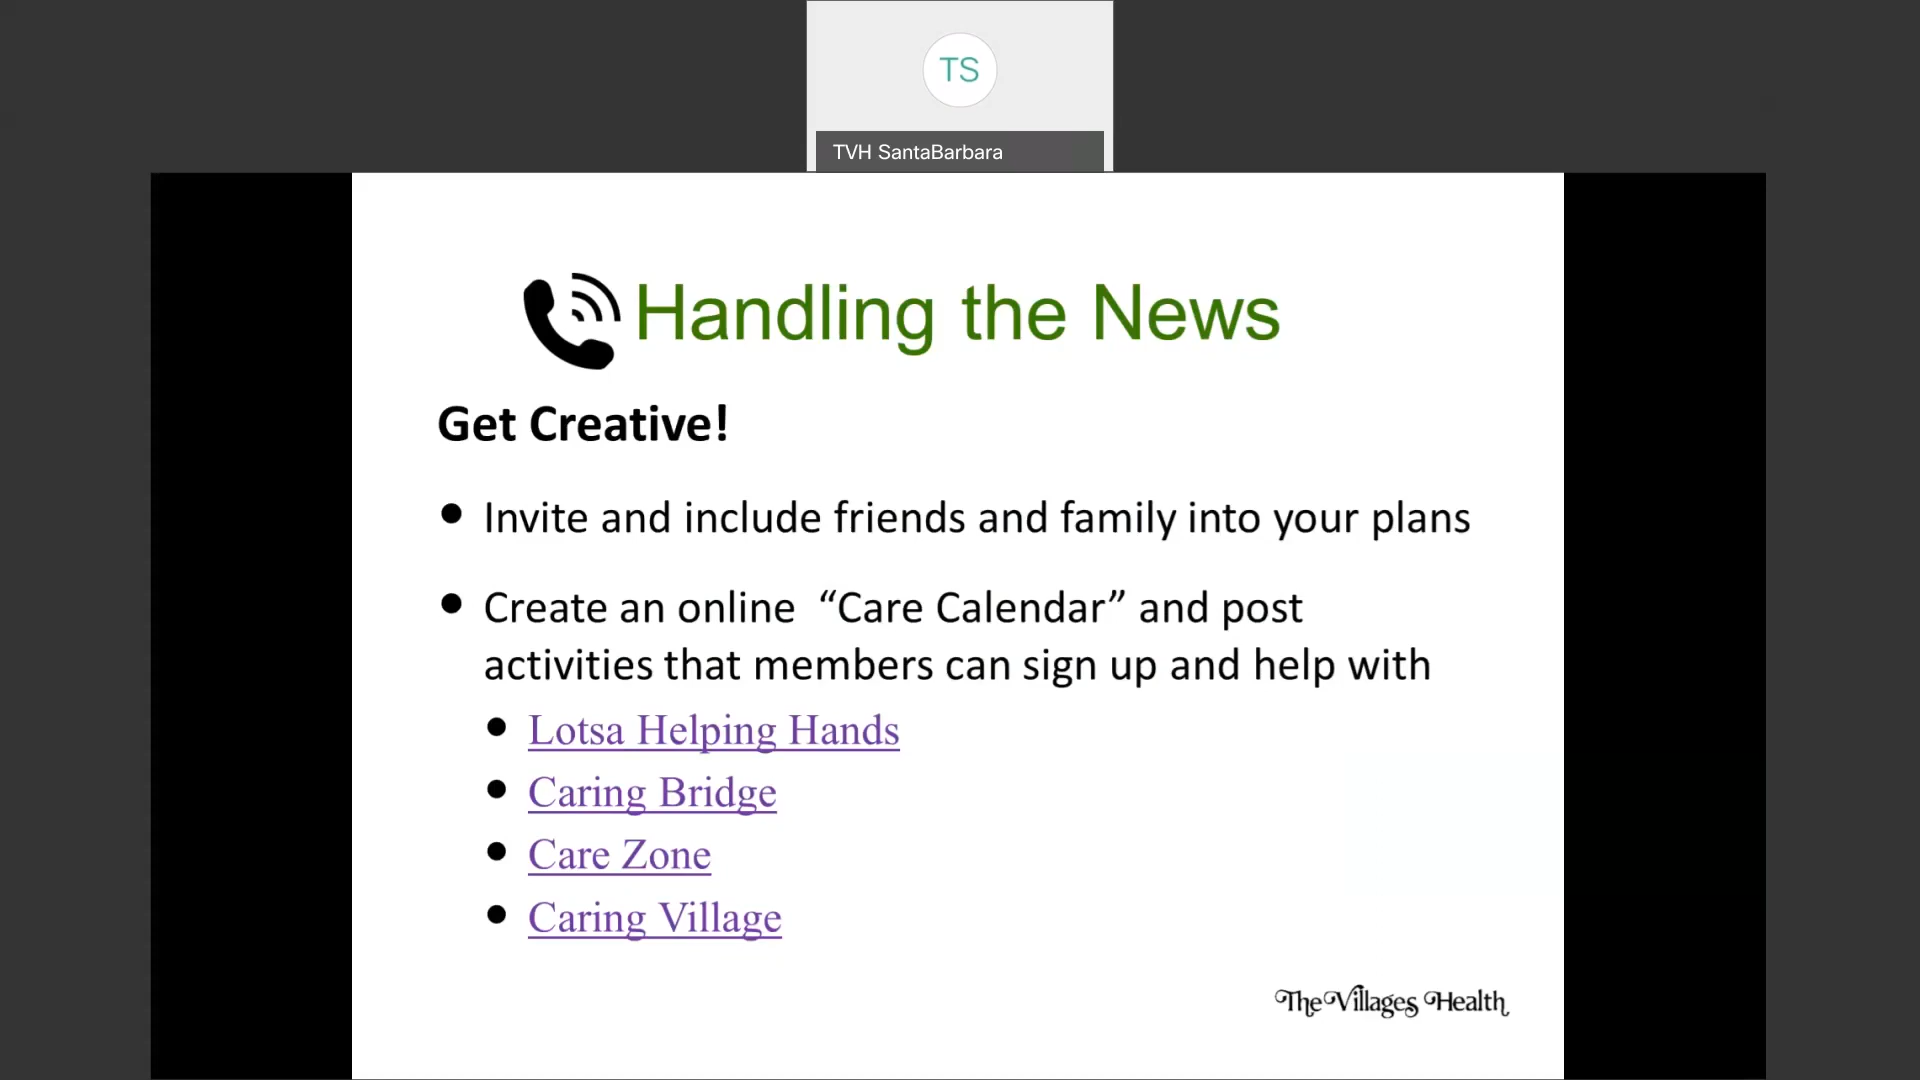 TS
TVH SantaBarbara
Handling the News
Get Creative!
• Invite and include friends and family into your plans
• Create an online “Care Calendar” and post
activities that members can sign up and help with
• Lotsa Helping Hands
• Caring Bridge
• Care Zone
• Caring Village
The Villages Health